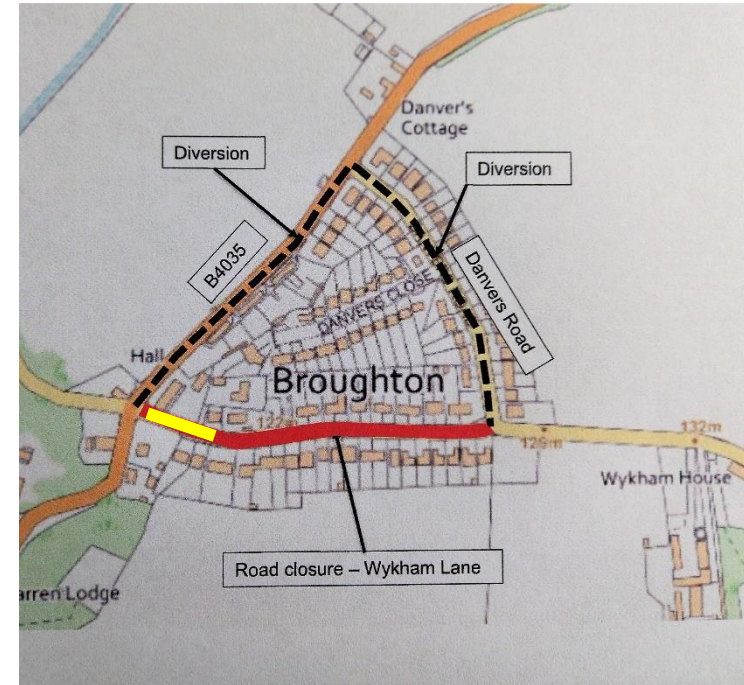 Danver's
Cottage
Diversion
Diversion
B4035
Danvers Road
DANVERS CLOSE
Hall
Broughton
122m
126m
132m
Wykham House
Road closure – Wykham Lane
arren Lodge